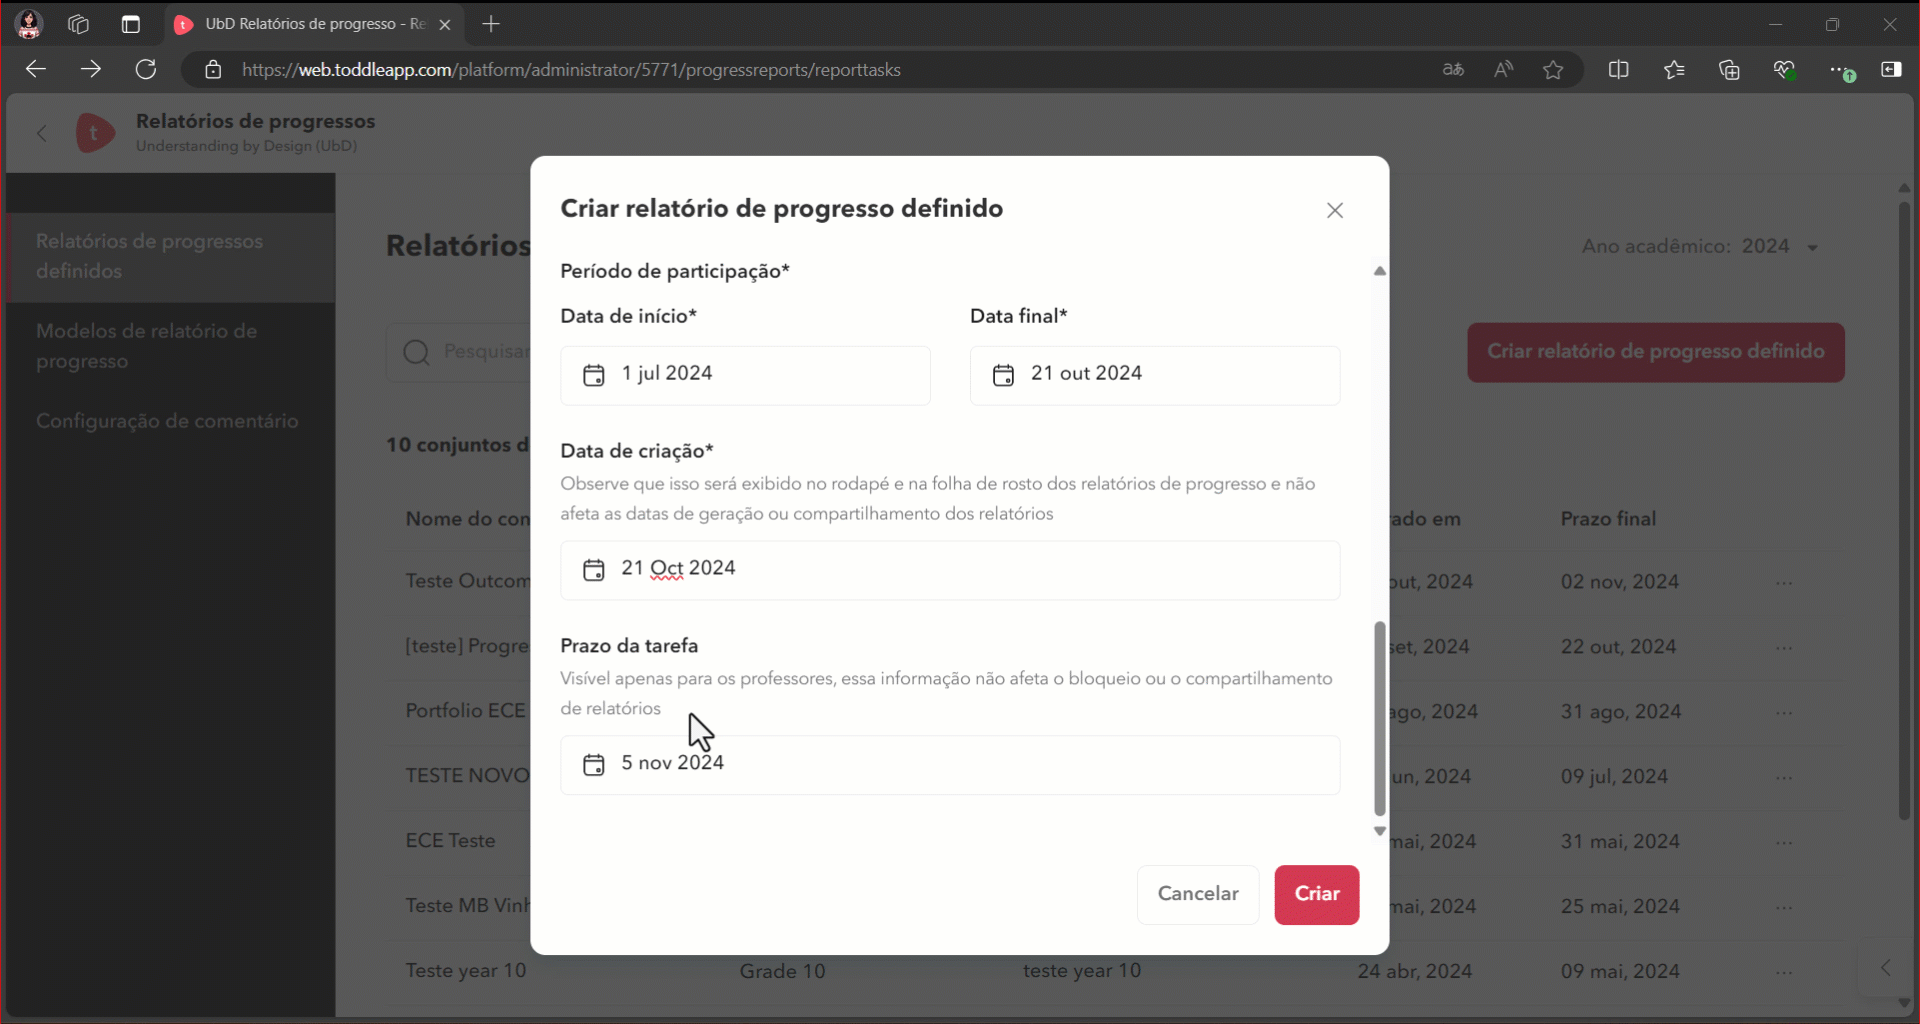 UbD Relatórios de progresso - Re
https://web.toddleapp.com/platform/administrator/5771/progressreports/reporttasks
Relatórios de progressos
Understanding by Design (UbD)
Relatórios de progressos
definidos
Modelos de relatório de
progresso
Configuração de comentário
Relatórios
Ano acadêmico: 2024
Pesquisar
Criar relatório de progresso definido
10 conjuntos d
Nome do con
rado em
Prazo final
Teste Outcom
out, 2024
02 nov, 2024
[teste] Progre
set, 2024
22 out, 2024
Portfolio ECE
ago, 2024
31 ago, 2024
TESTE NOVO
un, 2024
09 jul, 2024
ECE Teste
mai, 2024
31 mai, 2024
Teste MB Vinh
mai, 2024
25 mai, 2024
Teste year 10
Grade 10
teste year 10
24 abr, 2024
09 mai, 2024
Criar relatório de progresso definido
Período de participação*
Data de início*
Data final*
1 jul 2024
21 out 2024
Data de criação*
Observe que isso será exibido no rodapé e na folha de rosto dos relatórios de progresso e não
afeta as datas de geração ou compartilhamento dos relatórios
21 Oct 2024
Prazo da tarefa
Visível apenas para os professores, essa informação não afeta o bloqueio ou o compartilhamento
de relatórios
5 nov 2024
Cancelar
Criar